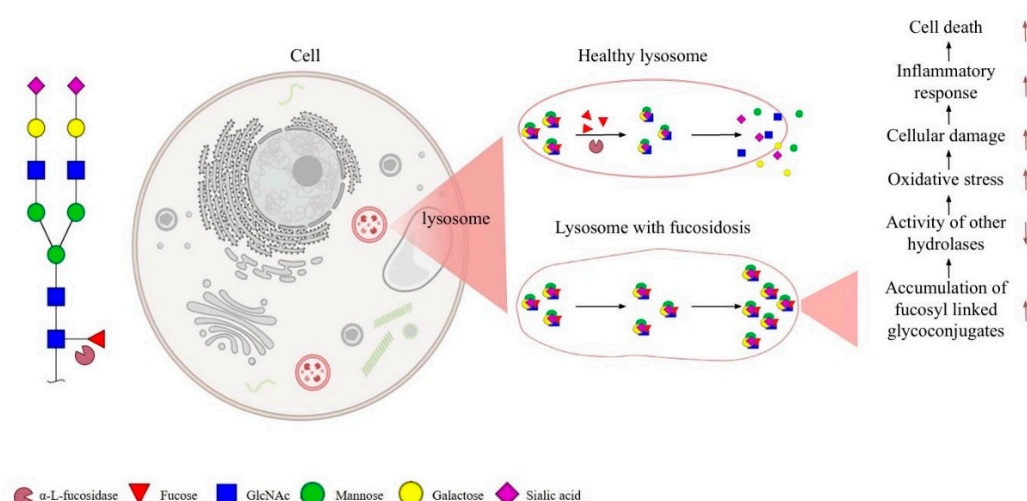 Cell
lysosome
Healthy lysosome
Lysosome with fucosidosis
Cell death
Inflammatory
response
Cellular damage
Oxidative stress
Activity of other
hydrolases
Accumulation of
fucosyl linked
glycoconjugates
α-L-fucosidase Fucose GlcNAc Mannose Galactose Sialic acid